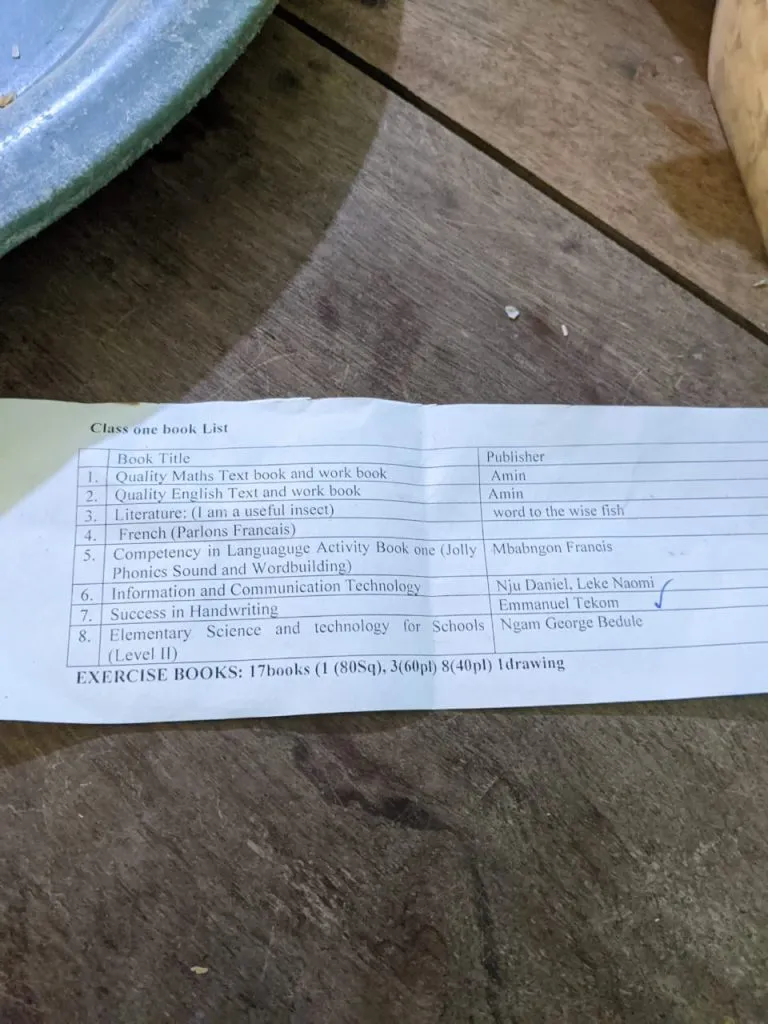 Class one book List
Book Title Publisher
1. Quality Maths Text book and work book Amin
2. Quality English Text and work book Amin
3. Literature: (I am a useful insect) word to the wise fish
4. French (Parlons Francais)
5. Competency in Languaguge Activity Book one (Jolly Mbabngon Francis
Phonics Sound and Wordbuilding)
6. Information and Communication Technology Nju Daniel, Leke Naomi
7. Success in Handwriting Emmanuel Tekom
8. Elementary Science and technology for Schools Ngam George Bedule
(Level II)
EXERCISE BOOKS: 17books (1 (80Sq), 3(60pl) 8(40pl) 1drawing